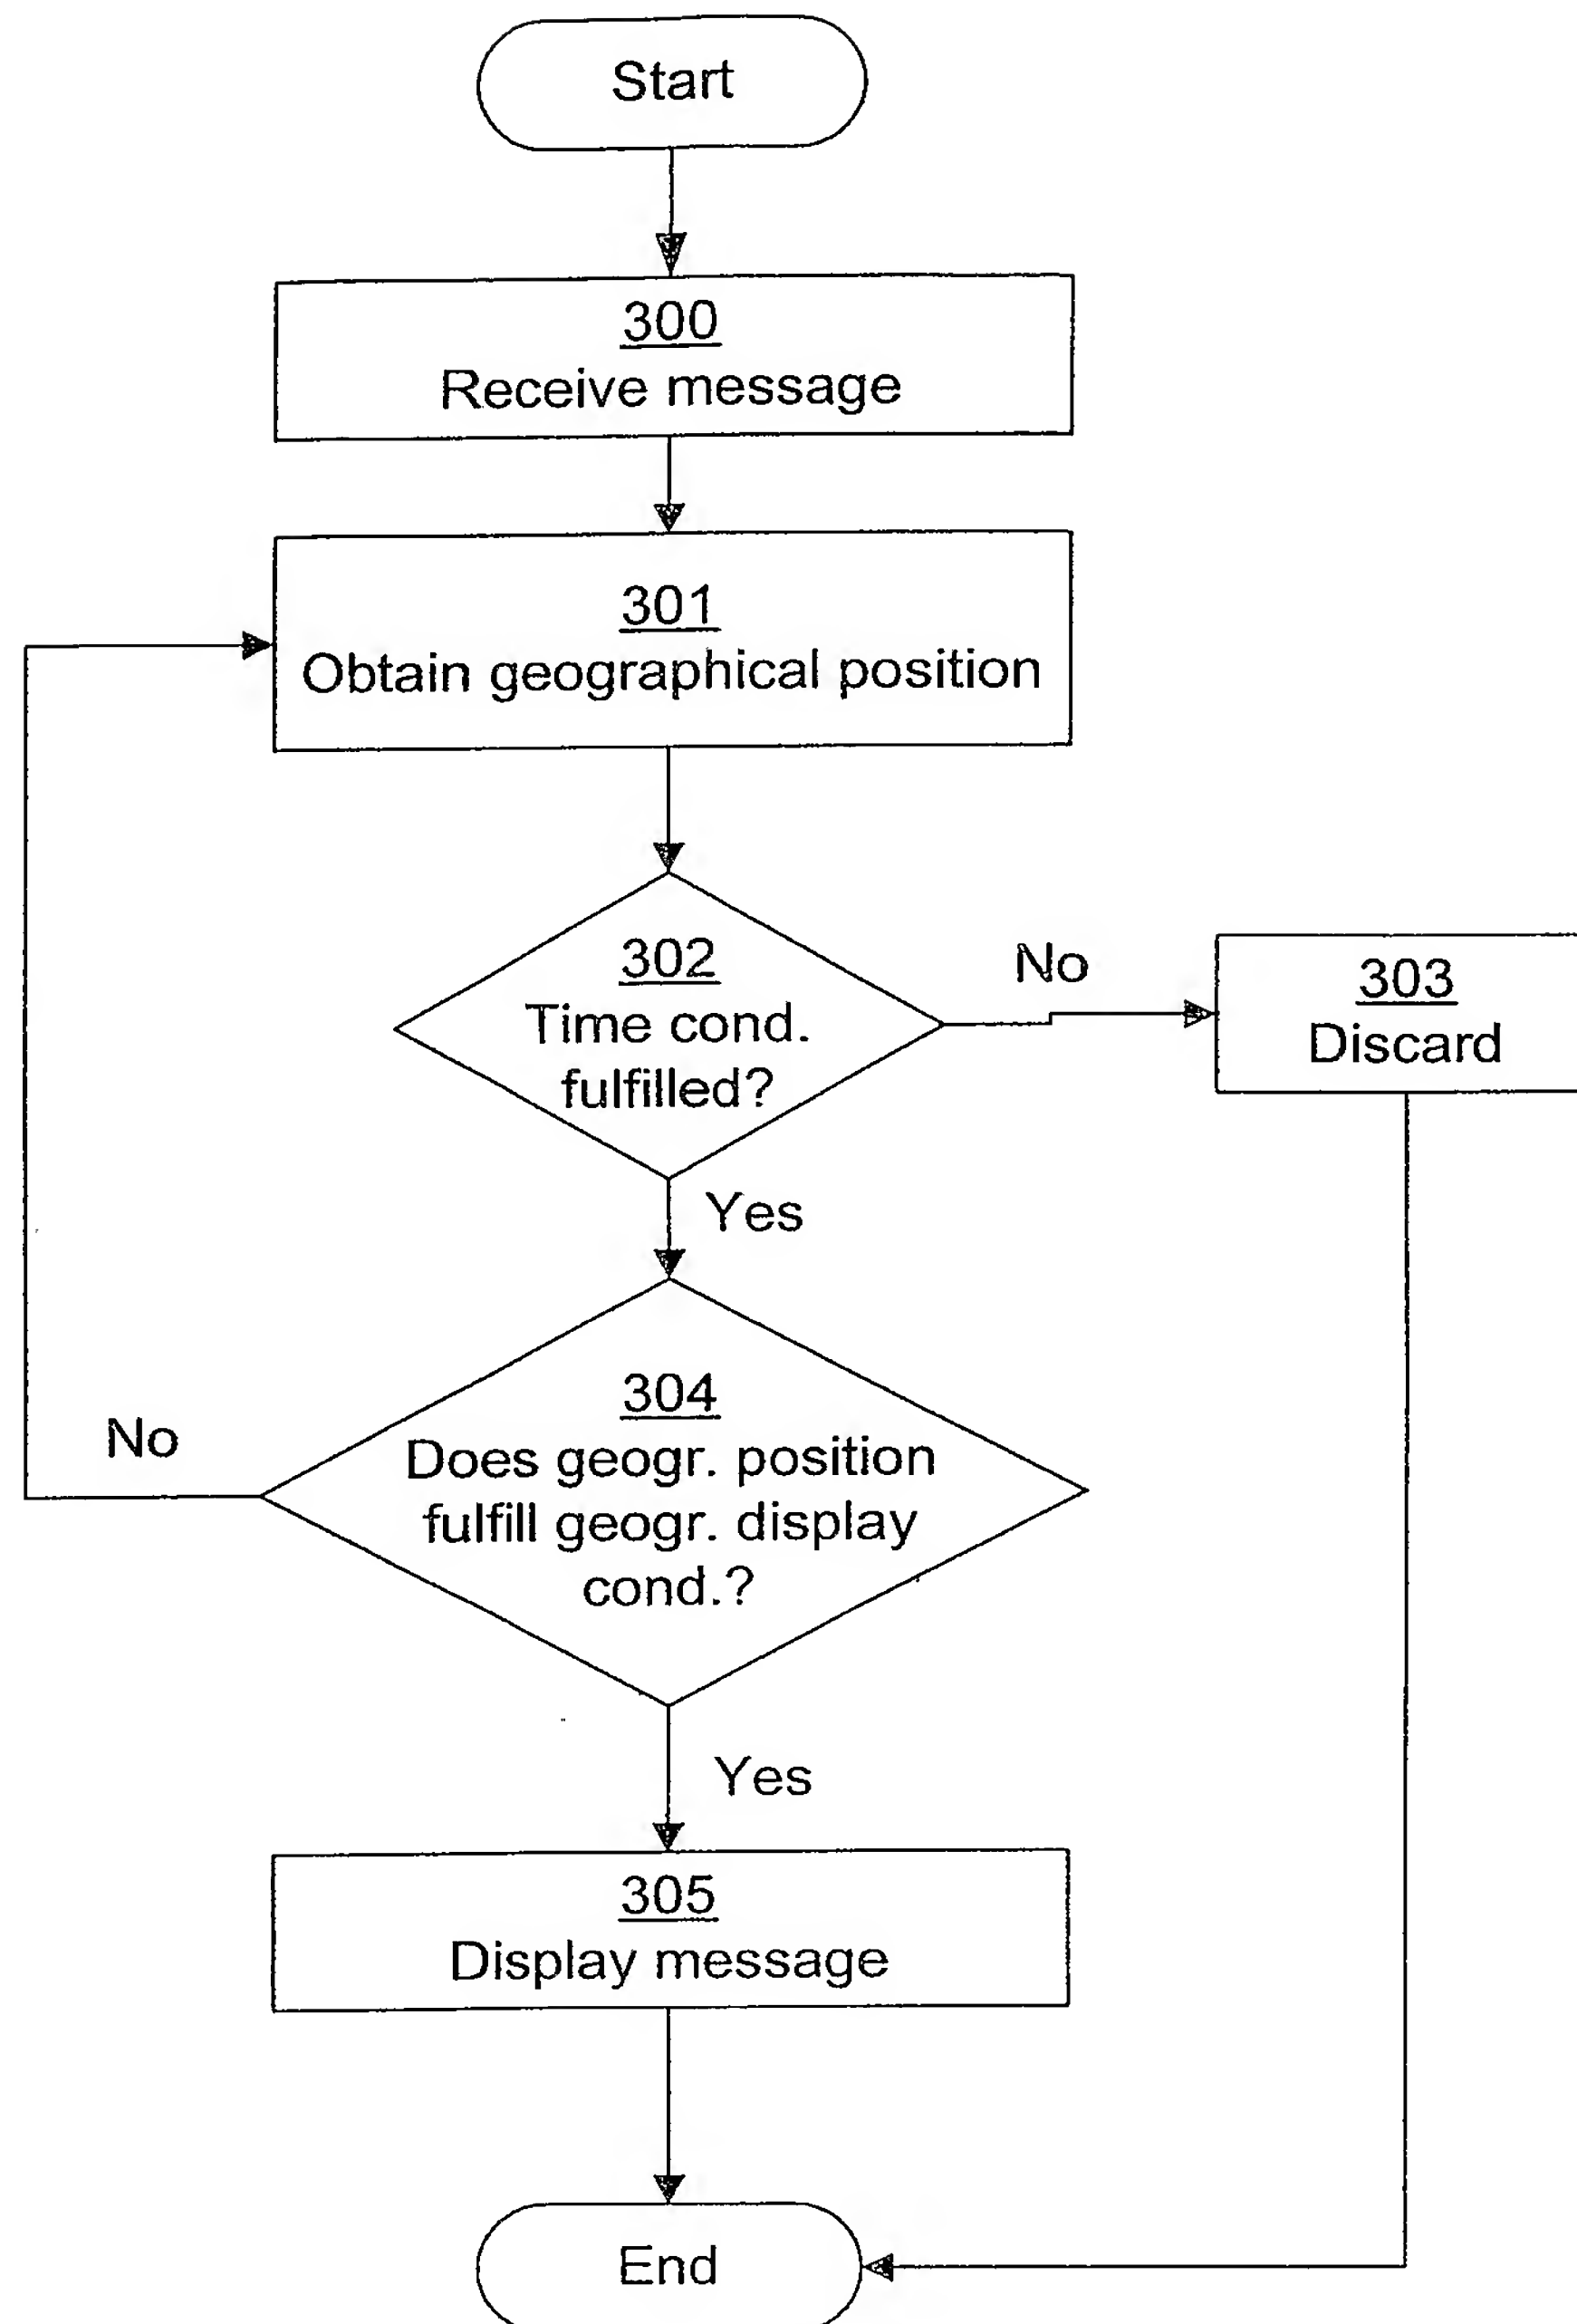 Start
300
Receive message
301
Obtain geographical position
302
Time cond.
fulfilled?
No
303
Discard
Yes
304
Does geogr. position
fulfill geogr. display
cond.?
No
Yes
305
Display message
End